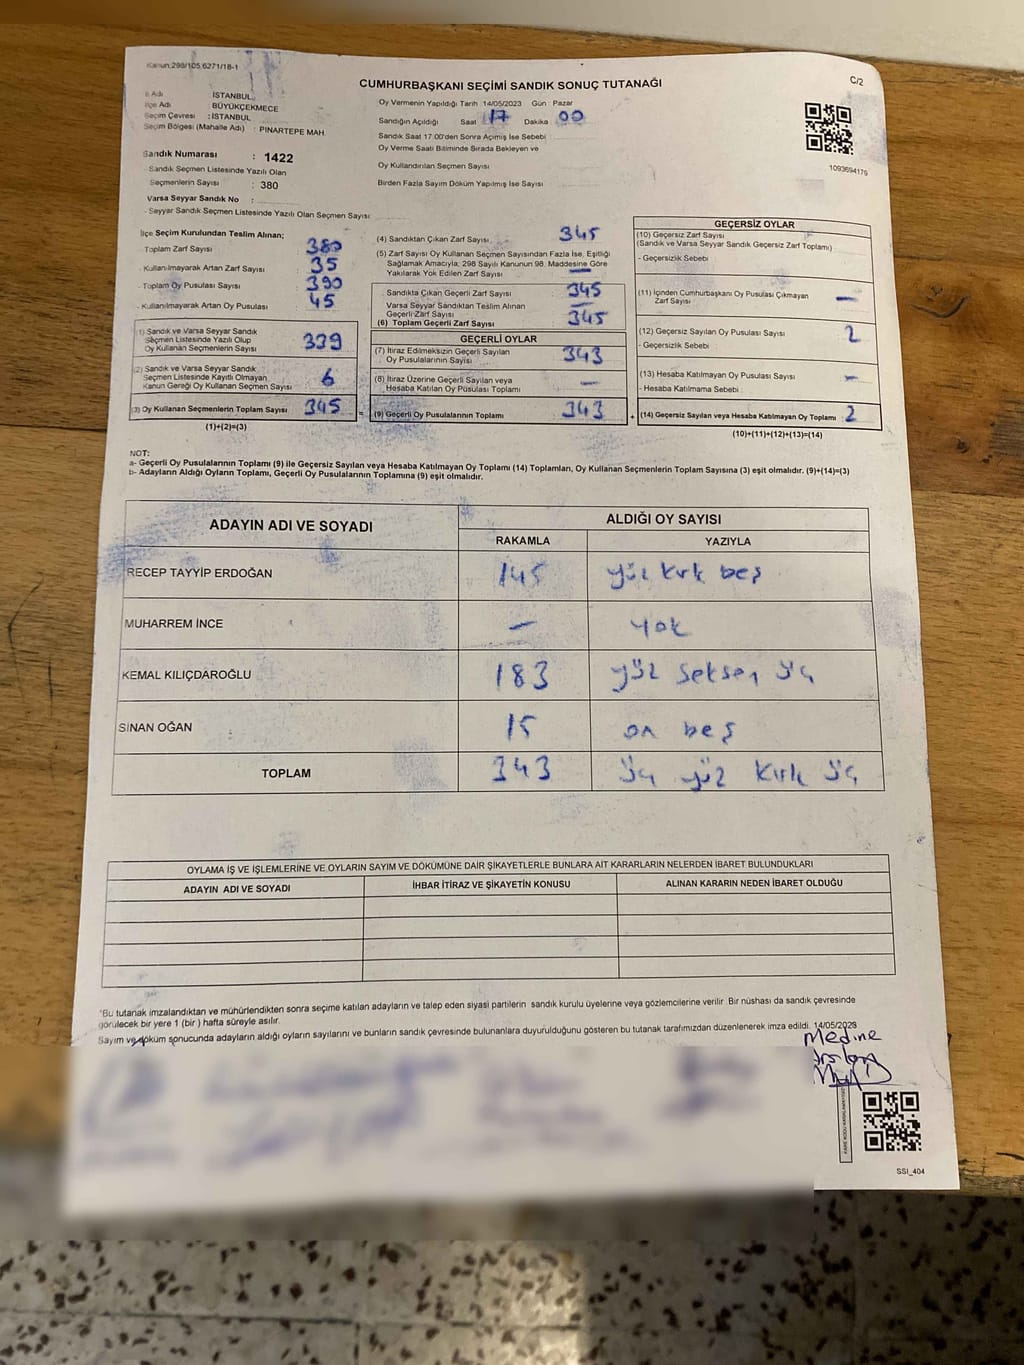 Kanun:298/105,6271/18-1
C/2
CUMHURBAŞKANI SEÇİMİ SANDIK SONUÇ TUTANAĞI
İl Adı İSTANBUL
İlçe Adı BÜYÜKÇEKMECE
Seçim Çevresi : İSTANBUL
Seçim Bölgesi (Mahalle Adı) : PINARTEPE MAH.
Oy Vermenin Yapıldığı Tarih 14/05/2023 Gün : Pazar
Sandığın Açıldığı Saat 17 Dakika 00
Sandık Saat 17:00'den Sonra Açılmış İse Sebebi
Oy Verme Saati Bitiminde Sırada Bekleyen ve
Oy Kullandırılan Seçmen Sayısı
Birden Fazla Sayım Döküm Yapılmış İse Sayısı
1093694179
Sandık Numarası : 1422
Sandık Seçmen Listesinde Yazılı Olan
Seçmenlerin Sayısı : 380
Varsa Seyyar Sandık No :
- Seyyar Sandık Seçmen Listesinde Yazılı Olan Seçmen Sayısı:
İlçe Seçim Kurulundan Teslim Alınan;
- Toplam Zarf Sayısı 380
- Kullanılmayarak Artan Zarf Sayısı 35
- Toplam Oy Pusulası Sayısı 390
- Kullanılmayarak Artan Oy Pusulası 45
(1) Sandık ve Varsa Seyyar Sandık
Seçmen Listesinde Yazılı Olup
Oy Kullanan Seçmenlerin Sayısı 339
(2) Sandık ve Varsa Seyyar Sandık
Seçmen Listesinde Kayıtlı Olmayan
Kanun Gereği Oy Kullanan Seçmen Sayısı 6
(3) Oy Kullanan Seçmenlerin Toplam Sayısı 345
(1)+(2)=(3)
(4) Sandıktan Çıkan Zarf Sayısı 345
(5) Zarf Sayısı Oy Kullanan Seçmen Sayısından Fazla İse, Eşitliği
Sağlamak Amacıyla; 298 Sayılı Kanunun 98. Maddesine Göre
Yakılarak Yok Edilen Zarf Sayısı —
Sandıkta Çıkan Geçerli Zarf Sayısı 345
Varsa Seyyar Sandıktan Teslim Alınan
Geçerli Zarf Sayısı —
(6) Toplam Geçerli Zarf Sayısı 345
GEÇERLİ OYLAR
(7) İtiraz Edilmeksizin Geçerli Sayılan
Oy Pusulalarının Sayısı 343
(8) İtiraz Üzerine Geçerli Sayılan veya
Hesaba Katılan Oy Pusulası Toplamı —
= (9) Geçerli Oy Pusulalarının Toplamı 343
GEÇERSİZ OYLAR
(10) Geçersiz Zarf Sayısı
(Sandık ve Varsa Seyyar Sandık Geçersiz Zarf Toplamı)
- Geçersizlik Sebebi
(11) İçinden Cumhurbaşkanı Oy Pusulası Çıkmayan
Zarf Sayısı —
(12) Geçersiz Sayılan Oy Pusulası Sayısı 2
- Geçersizlik Sebebi
(13) Hesaba Katılmayan Oy Pusulası Sayısı —
- Hesaba Katılmama Sebebi
+ (14) Geçersiz Sayılan veya Hesaba Katılmayan Oy Toplamı 2
(10)+(11)+(12)+(13)=(14)
NOT:
a- Geçerli Oy Pusulalarının Toplamı (9) ile Geçersiz Sayılan veya Hesaba Katılmayan Oy Toplamı (14) Toplamları, Oy Kullanan Seçmenlerin Toplam Sayısına (3) eşit olmalıdır. (9)+(14)=(3)
b- Adayların Aldığı Oyların Toplamı, Geçerli Oy Pusulalarının Toplamına (9) eşit olmalıdır.
ADAYIN ADI VE SOYADI ALDIĞI OY SAYISI
RAKAMLA YAZIYLA
RECEP TAYYİP ERDOĞAN 145 yüz kırk beş
MUHARREM İNCE — yok
KEMAL KILIÇDAROĞLU 183 yüz seksen üç
SİNAN OĞAN 15 on beş
TOPLAM 343 üç yüz kırk üç
OYLAMA İŞ VE İŞLEMLERİNE VE OYLARIN SAYIM VE DÖKÜMÜNE DAİR ŞİKAYETLERLE BUNLARA AİT KARARLARIN NELERDEN İBARET BULUNDUKLARI
ADAYIN ADI VE SOYADI İHBAR İTİRAZ VE ŞİKAYETİN KONUSU ALINAN KARARIN NEDEN İBARET OLDUĞU
*Bu tutanak imzalandıktan ve mühürlendikten sonra seçime katılan adayların ve talep eden siyasi partilerin sandık kurulu üyelerine veya gözlemcilerine verilir. Bir nüshası da sandık çevresinde
görülecek bir yere 1 (bir) hafta süreyle asılır.
Sayım ve döküm sonucunda adayların aldığı oyların sayılarını ve bunların sandık çevresinde bulunanlara duyurulduğunu gösteren bu tutanak tarafımızdan düzenlenerek imza edildi. 14/05/2023
Medine
Arslan
SSI_404